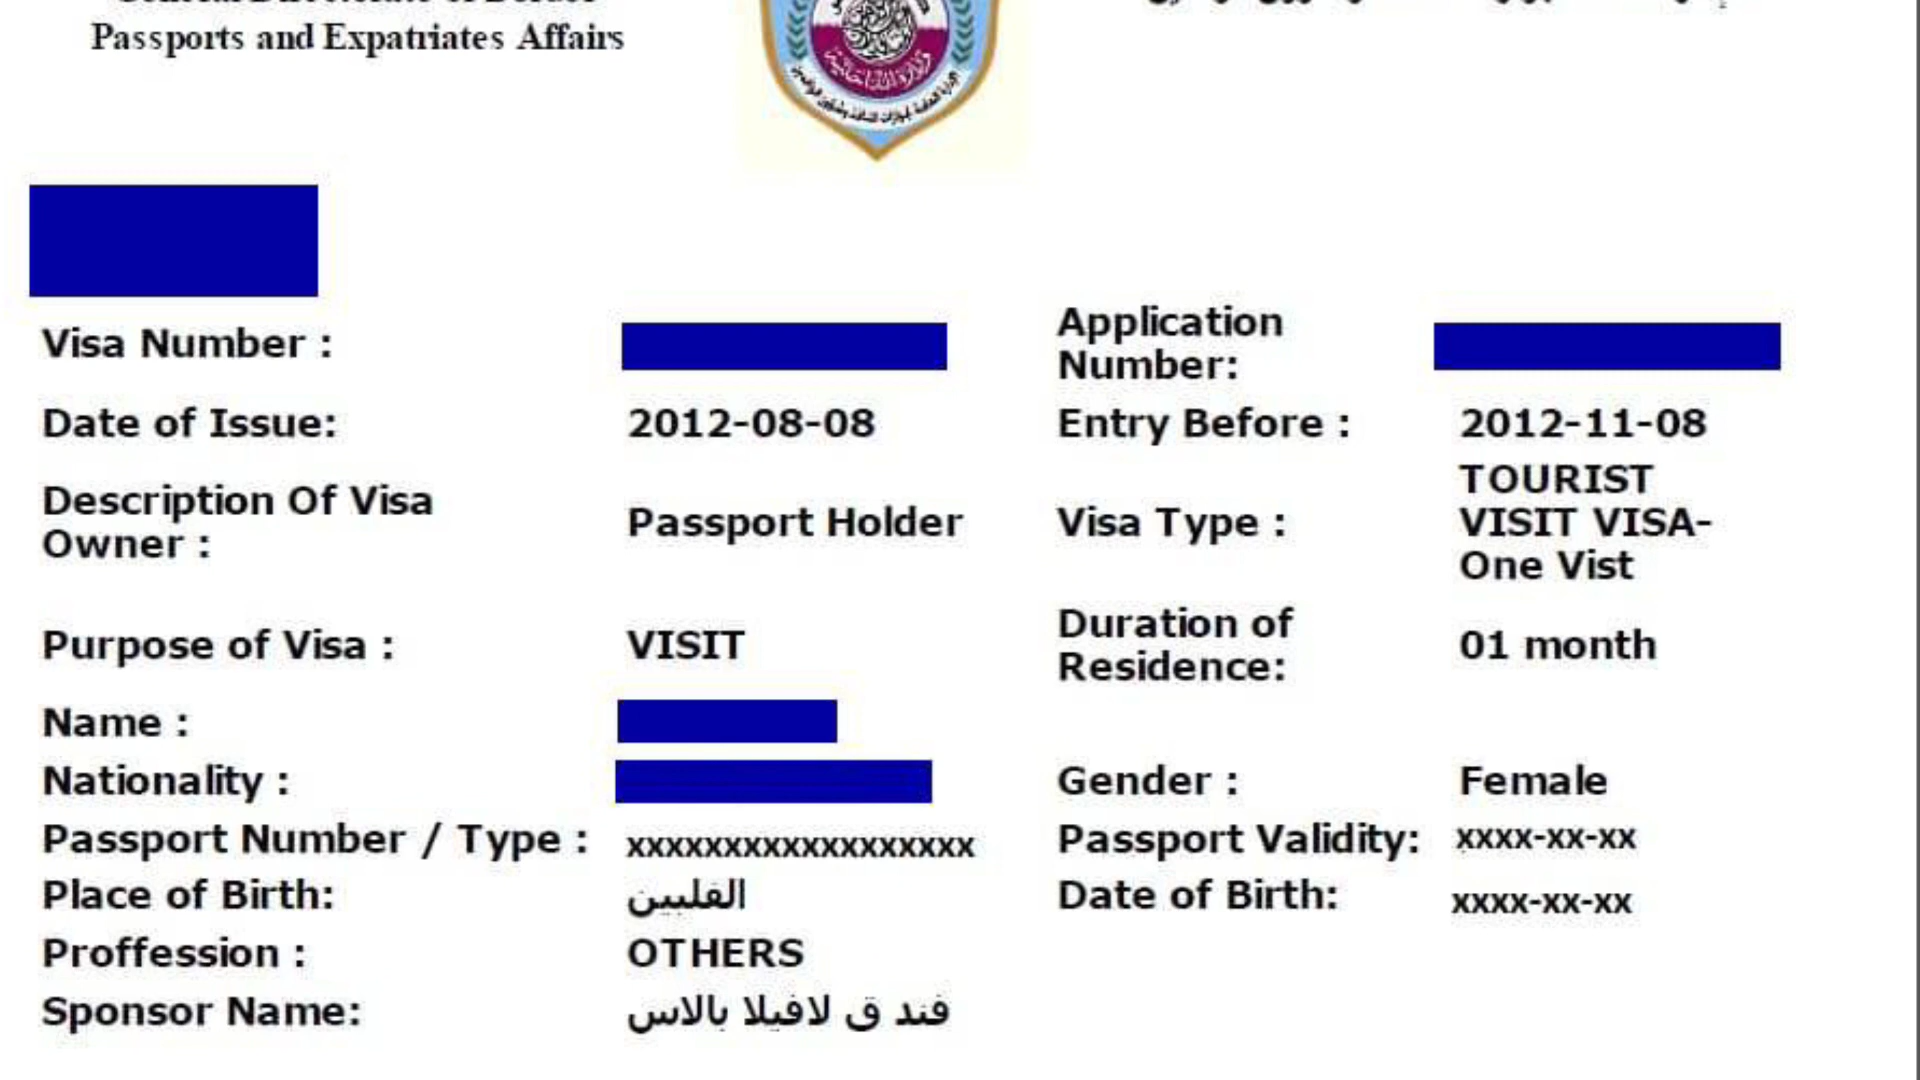 Passports and Expatriates Affairs
وزارة الداخلية
Visa Number :
Application
Number:
Date of Issue: 2012-08-08 Entry Before : 2012-11-08
Description Of Visa
Owner : Passport Holder Visa Type : TOURIST
VISIT VISA-
One Vist
Purpose of Visa : VISIT Duration of
Residence: 01 month
Name :
Nationality : Gender : Female
Passport Number / Type : xxxxxxxxxxxxxxxxxx Passport Validity: xxxx-xx-xx
Place of Birth: الفلبين Date of Birth: xxxx-xx-xx
Proffession : OTHERS
Sponsor Name: فند ق لافيلا بالاس